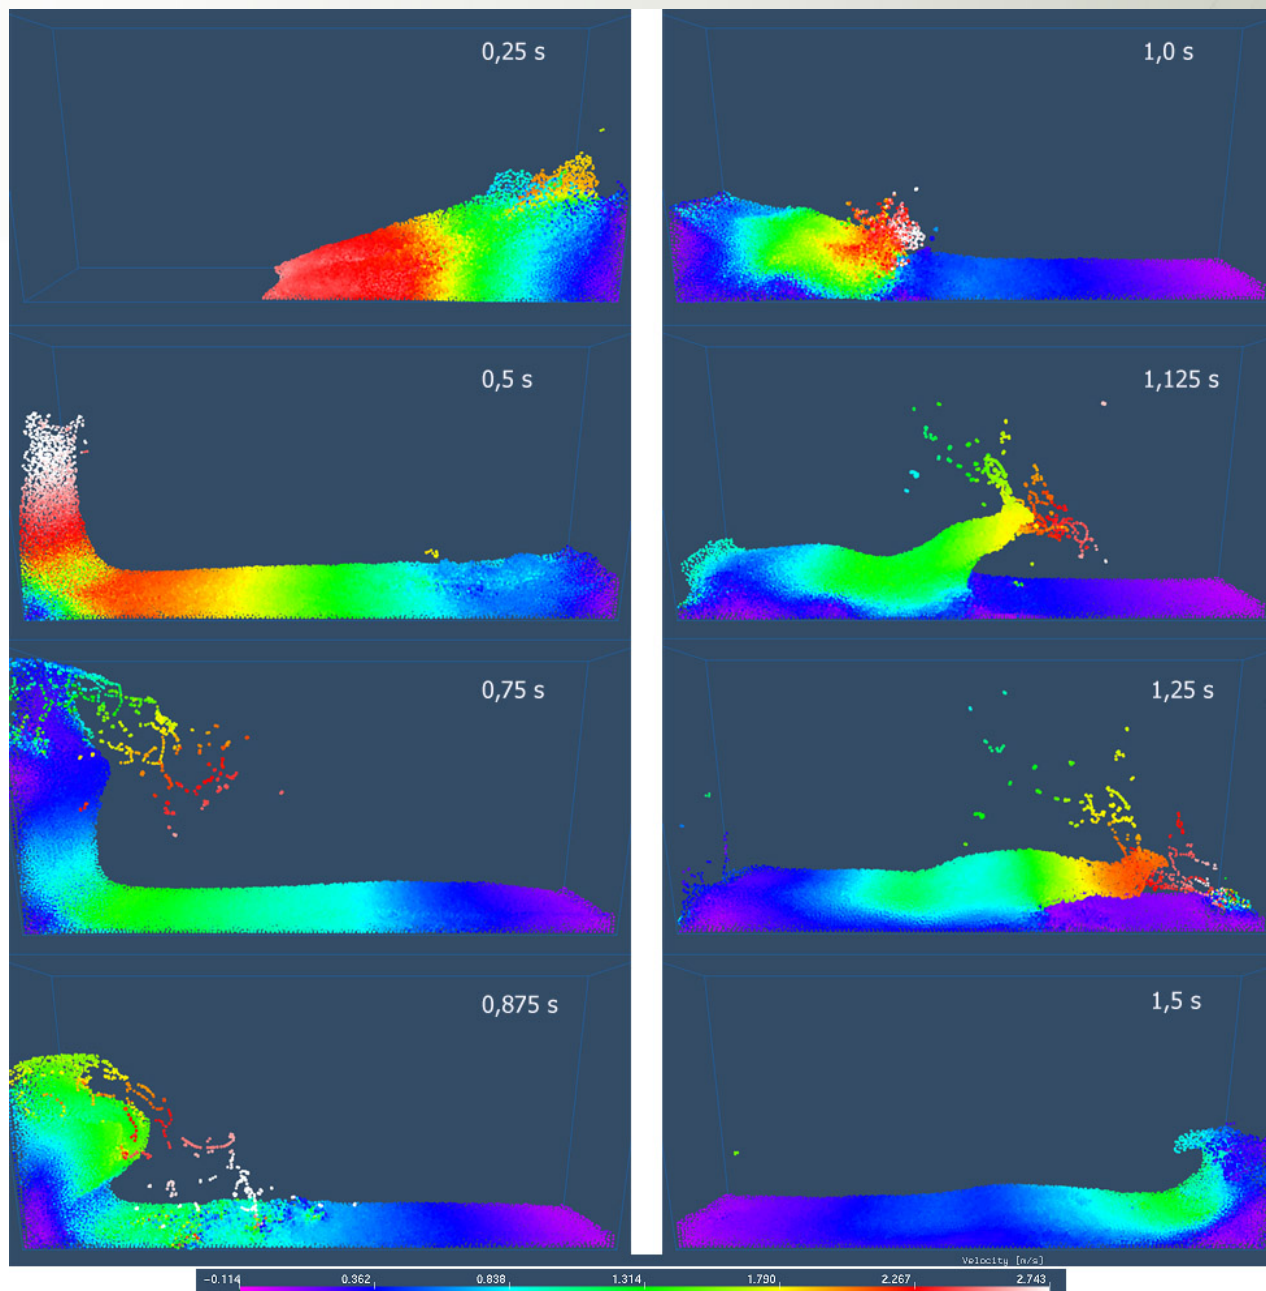 0,25 s
0,5 s
0,75 s
0,875 s
1,0 s
1,125 s
1,25 s
1,5 s
Velocity [m/s]
-0.114 0.362 0.838 1.314 1.790 2.267 2.743